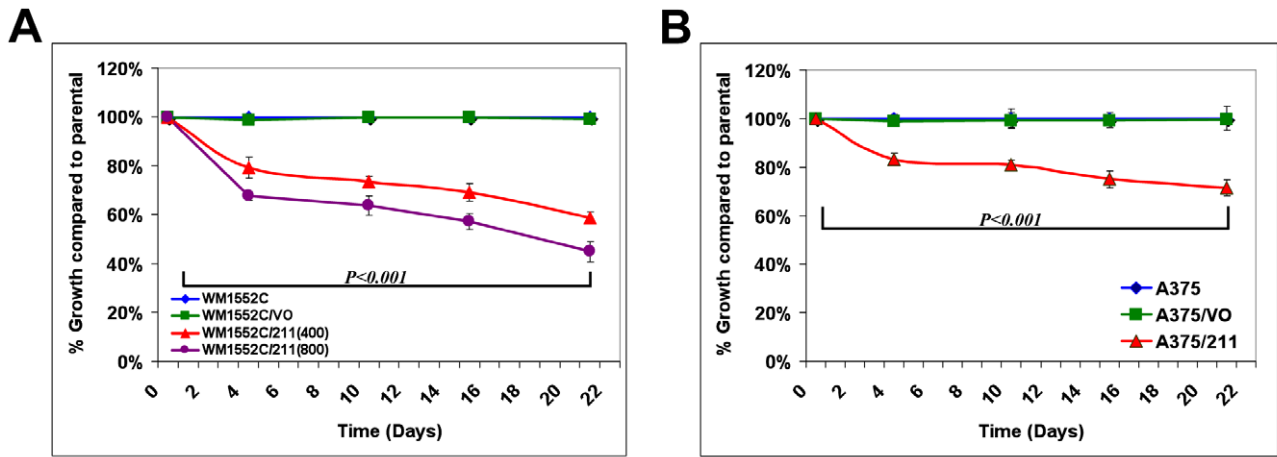 A
% Growth compared to parental
120%
100%
80%
60%
40%
20%
0%
P<0.001
WM1552C
WM1552C/VO
WM1552C/211(400)
WM1552C/211(800)
0 2 4 6 8 10 12 14 16 18 20 22
Time (Days)
B
% Growth compared to parental
120%
100%
80%
60%
40%
20%
0%
P<0.001
A375
A375/VO
A375/211
0 2 4 6 8 10 12 14 16 18 20 22
Time (Days)